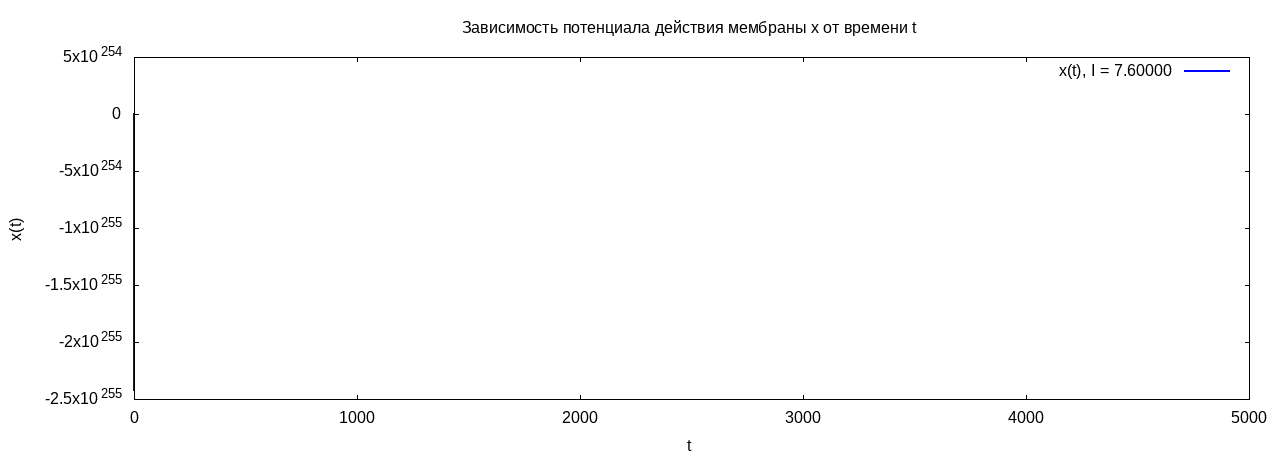 Зависимость потенциала действия мембраны x от времени t
5x10^254
x(t), I = 7.60000
0
-5x10^254
-1x10^255
x(t)
-1.5x10^255
-2x10^255
-2.5x10^255
0 1000 2000 3000 4000 5000
t